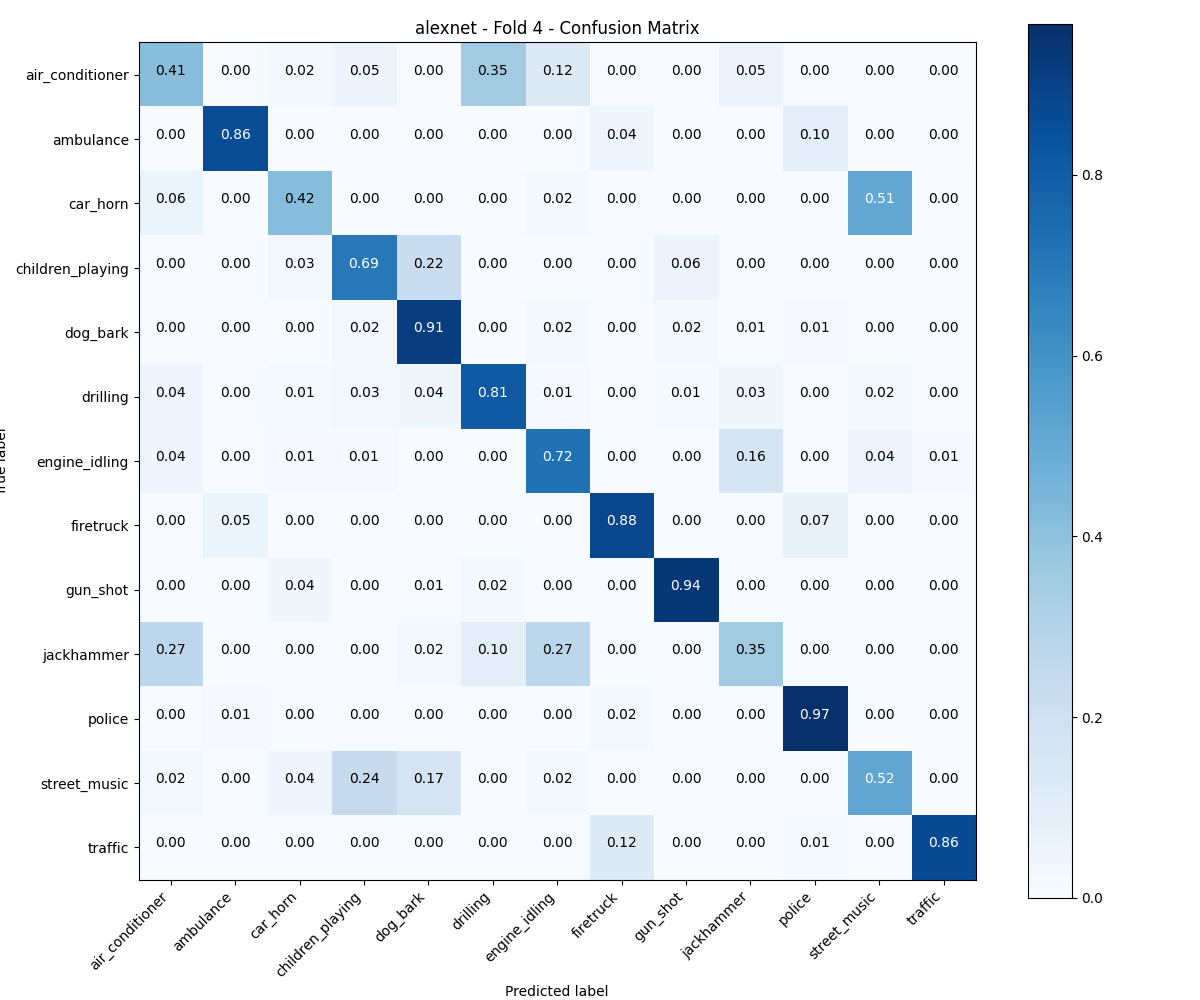 alexnet - Fold 4 - Confusion Matrix
air_conditioner 0.41 0.00 0.02 0.05 0.00 0.35 0.12 0.00 0.00 0.05 0.00 0.00 0.00
ambulance 0.00 0.86 0.00 0.00 0.00 0.00 0.00 0.04 0.00 0.00 0.10 0.00 0.00
car_horn 0.06 0.00 0.42 0.00 0.00 0.00 0.02 0.00 0.00 0.00 0.00 0.51 0.00
children_playing 0.00 0.00 0.03 0.69 0.22 0.00 0.00 0.00 0.06 0.00 0.00 0.00 0.00
dog_bark 0.00 0.00 0.00 0.02 0.91 0.00 0.02 0.00 0.02 0.01 0.01 0.00 0.00
drilling 0.04 0.00 0.01 0.03 0.04 0.81 0.01 0.00 0.01 0.03 0.00 0.02 0.00
engine_idling 0.04 0.00 0.01 0.01 0.00 0.00 0.72 0.00 0.00 0.16 0.00 0.04 0.01
firetruck 0.00 0.05 0.00 0.00 0.00 0.00 0.00 0.88 0.00 0.00 0.07 0.00 0.00
gun_shot 0.00 0.00 0.04 0.00 0.01 0.02 0.00 0.00 0.94 0.00 0.00 0.00 0.00
jackhammer 0.27 0.00 0.00 0.00 0.02 0.10 0.27 0.00 0.00 0.35 0.00 0.00 0.00
police 0.00 0.01 0.00 0.00 0.00 0.00 0.00 0.02 0.00 0.00 0.97 0.00 0.00
street_music 0.02 0.00 0.04 0.24 0.17 0.00 0.02 0.00 0.00 0.00 0.00 0.52 0.00
traffic 0.00 0.00 0.00 0.00 0.00 0.00 0.00 0.12 0.00 0.00 0.01 0.00 0.86
air_conditioner ambulance car_horn children_playing dog_bark drilling engine_idling firetruck gun_shot jackhammer police street_music traffic
Predicted label
label
0.8
0.6
0.4
0.2
0.0